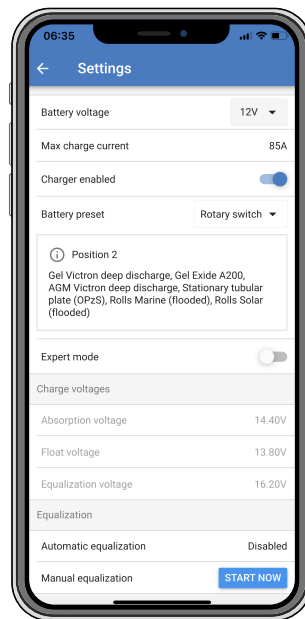 06:35
Settings
Battery voltage 12V
Max charge current 85A
Charger enabled
Battery preset Rotary switch
Position 2
Gel Victron deep discharge, Gel Exide A200,
AGM Victron deep discharge, Stationary tubular
plate (OPzS), Rolls Marine (flooded), Rolls Solar
(flooded)
Expert mode
Charge voltages
Absorption voltage 14.40V
Float voltage 13.80V
Equalization voltage 16.20V
Equalization
Automatic equalization Disabled
Manual equalization START NOW